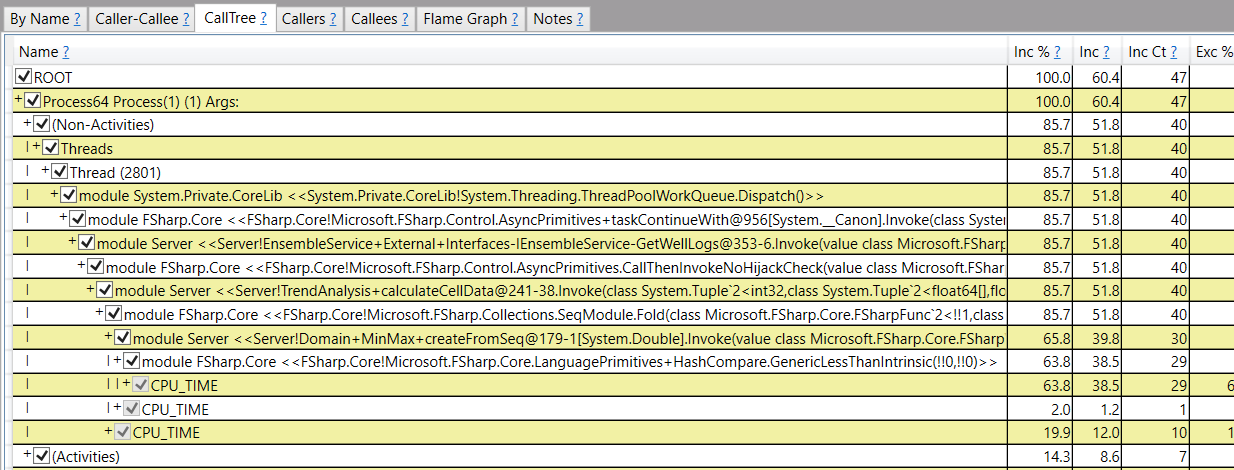 By Name ? Caller-Callee ? CallTree ? Callers ? Callees ? Flame Graph ? Notes ?
Name ? Inc % ? Inc ? Inc Ct ? Exc %
ROOT 100.0 60.4 47
+ Process64 Process(1) (1) Args: 100.0 60.4 47
+ (Non-Activities) 85.7 51.8 40
|+ Threads 85.7 51.8 40
| + Thread (2801) 85.7 51.8 40
| + module System.Private.CoreLib <<System.Private.CoreLib!System.Threading.ThreadPoolWorkQueue.Dispatch()>> 85.7 51.8 40
| + module FSharp.Core <<FSharp.Core!Microsoft.FSharp.Control.AsyncPrimitives+taskContinueWith@956[System.__Canon].Invoke(class System 85.7 51.8 40
| + module Server <<Server!EnsembleService+External+Interfaces-IEnsembleService-GetWellLogs@353-6.Invoke(value class Microsoft.FSharp 85.7 51.8 40
| + module FSharp.Core <<FSharp.Core!Microsoft.FSharp.Control.AsyncPrimitives.CallThenInvokeNoHijackCheck(value class Microsoft.FShar 85.7 51.8 40
| + module Server <<Server!TrendAnalysis+calculateCellData@241-38.Invoke(class System.Tuple`2<int32,class System.Tuple`2<float64[],flo 85.7 51.8 40
| + module FSharp.Core <<FSharp.Core!Microsoft.FSharp.Collections.SeqModule.Fold(class Microsoft.FSharp.Core.FSharpFunc`2<!!1,class 85.7 51.8 40
| + module Server <<Server!Domain+MinMax+createFromSeq@179-1[System.Double].Invoke(value class Microsoft.FSharp.Core.FSharp 65.8 39.8 30
| |+ module FSharp.Core <<FSharp.Core!Microsoft.FSharp.Core.LanguagePrimitives+HashCompare.GenericLessThanIntrinsic(!!0,!!0)>> 63.8 38.5 29
| | | + CPU_TIME 63.8 38.5 29 6
| |+ CPU_TIME 2.0 1.2 1
| + CPU_TIME 19.9 12.0 10 1
+ (Activities) 14.3 8.6 7